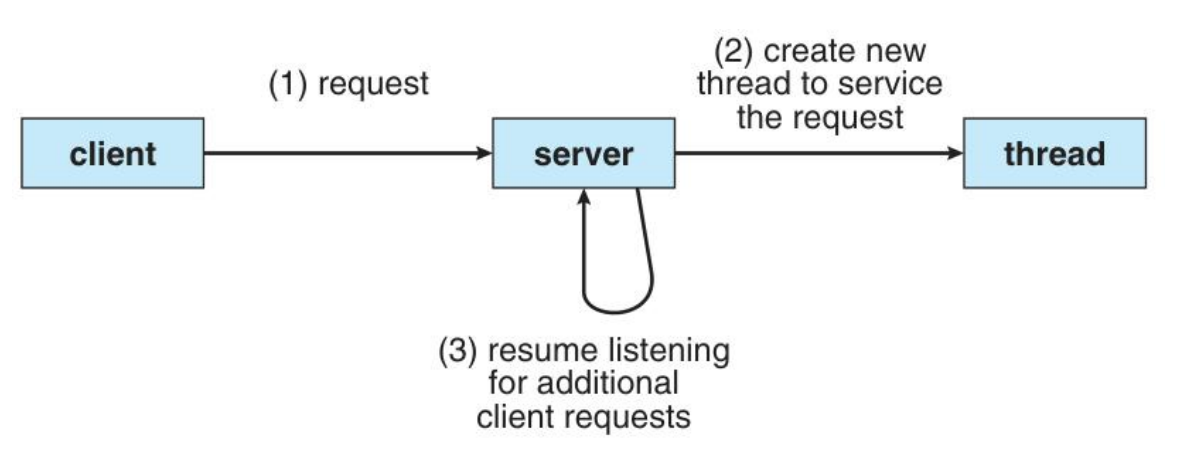 (1) request
(2) create new
thread to service
the request
client
server
thread
(3) resume listening
for additional
client requests